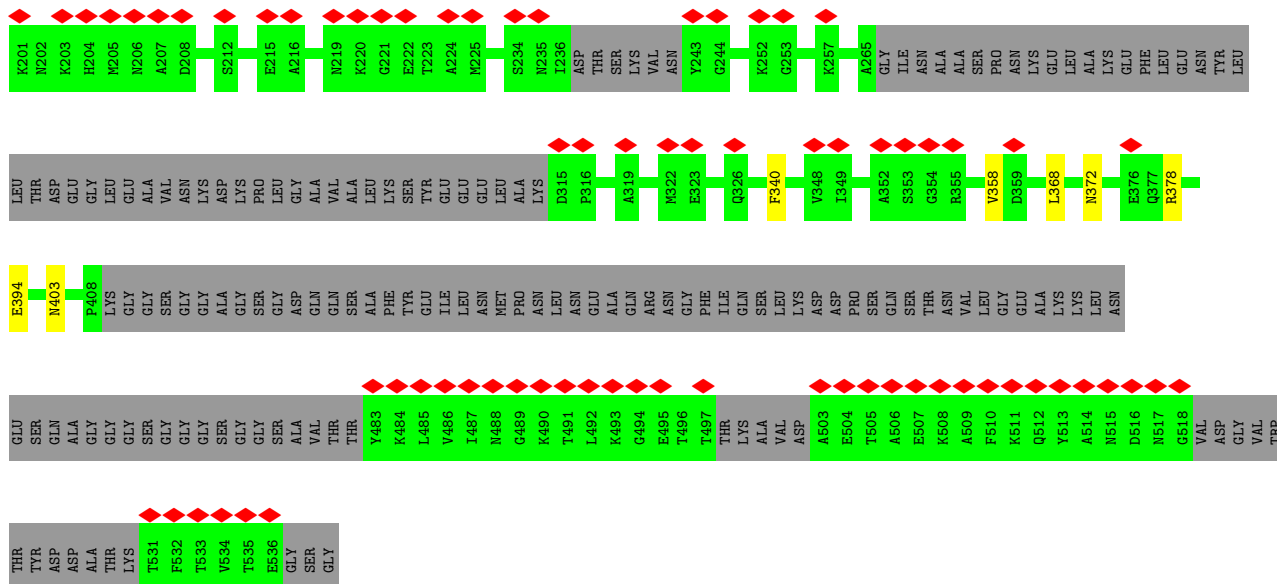 K201 N202 K203 H204 M205 N206 A207 D208 S212 E215 A216 N219 K220 G221 E222 T223 A224 M225 S234 N235 I236 ASP THR SER LYS VAL ASN Y243 G244 K252 G253 K257 A265 GLY ILE ASN ALA ALA SER PRO ASN LYS GLU LEU ALA LYS GLU PHE LEU GLU ASN TYR LEU
LEU THR ASP GLU GLY LEU GLU ALA VAL ASN LYS ASP LYS PRO LEU GLY ALA VAL ALA LEU LYS SER TYR GLU GLU GLU LEU ALA LYS D315 P316 A319 M322 E323 Q326 F340 V348 I349 A352 S353 G354 R355 V358 D359 L368 N372 E376 Q377 R378
E394 N403 P408 LYS GLY GLY SER GLY GLY ALA GLY SER GLY ASP GLN GLN SER ALA PHE TYR GLU ILE LEU ASN MET PRO ASN LEU ASN GLU ALA GLN ARG ASN GLY PHE ILE GLN SER LEU LYS ASP ASP PRO SER GLN SER THR ASN VAL LEU GLY GLU ALA LYS LYS LEU ASN
GLU SER GLN ALA GLY GLY GLY SER GLY GLY GLY SER GLY GLY SER ALA VAL THR THR Y483 K484 L485 V486 I487 N488 G489 K490 T491 L492 K493 G494 E495 T496 T497 THR LYS ALA VAL ASP A503 E504 T505 A506 E507 K508 A509 F510 K511 Q512 Y513 A514 N515 D516 N517 G518 VAL ASP GLY VAL TRP
THR TYR ASP ASP ALA THR LYS T531 F532 T533 V534 T535 E536 GLY SER GLY